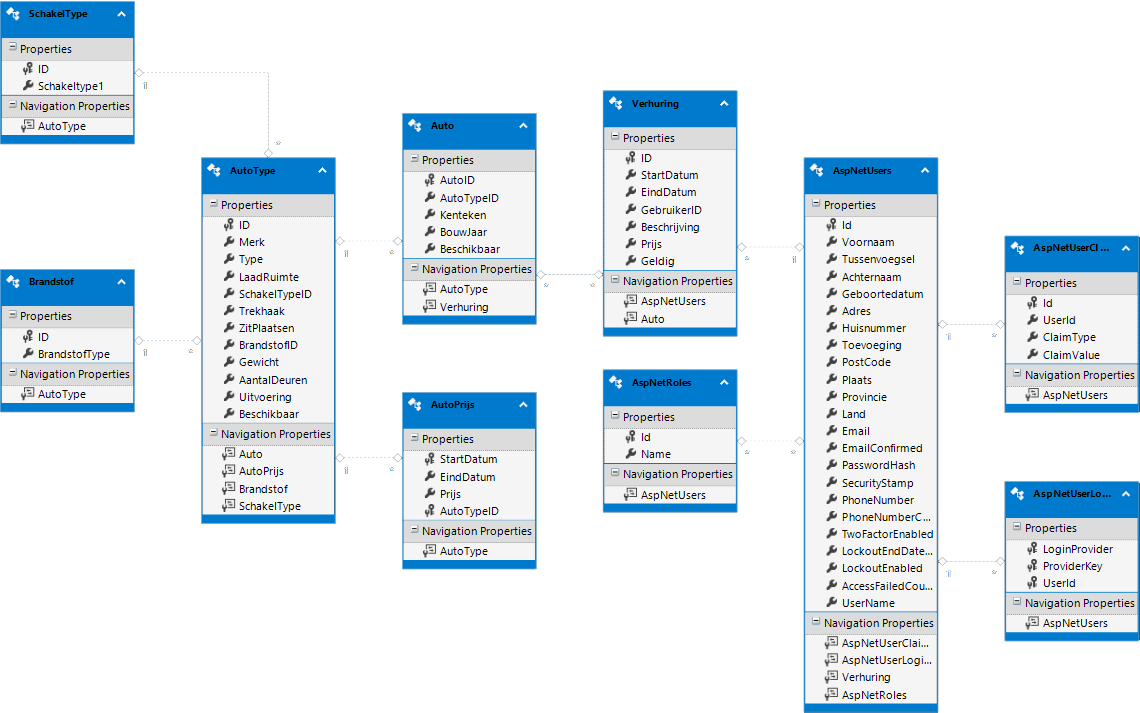 SchakelType
Properties
ID
Schakeltype1
Navigation Properties
AutoType
Brandstof
Properties
ID
BrandstofType
Navigation Properties
AutoType
AutoType
Properties
ID
Merk
Type
LaadRuimte
SchakelTypeID
Trekhaak
ZitPlaatsen
BrandstofID
Gewicht
AantalDeuren
Uitvoering
Beschikbaar
Navigation Properties
Auto
AutoPrijs
Brandstof
SchakelType
Auto
Properties
AutoID
AutoTypeID
Kenteken
BouwJaar
Beschikbaar
Navigation Properties
AutoType
Verhuring
AutoPrijs
Properties
StartDatum
EindDatum
Prijs
AutoTypeID
Navigation Properties
AutoType
Verhuring
Properties
ID
StartDatum
EindDatum
GebruikerID
Beschrijving
Prijs
Geldig
Navigation Properties
AspNetUsers
Auto
AspNetRoles
Properties
Id
Name
Navigation Properties
AspNetUsers
AspNetUsers
Properties
Id
Voornaam
Tussenvoegsel
Achternaam
Geboortedatum
Adres
Huisnummer
Toevoeging
PostCode
Plaats
Provincie
Land
Email
EmailConfirmed
PasswordHash
SecurityStamp
PhoneNumber
PhoneNumberC...
TwoFactorEnabled
LockoutEndDate...
LockoutEnabled
AccessFailedCou...
UserName
Navigation Properties
AspNetUserClai...
AspNetUserLogi...
Verhuring
AspNetRoles
AspNetUserCl ...
Properties
Id
UserId
ClaimType
ClaimValue
Navigation Properties
AspNetUsers
AspNetUserLo...
Properties
LoginProvider
ProviderKey
UserId
Navigation Properties
AspNetUsers